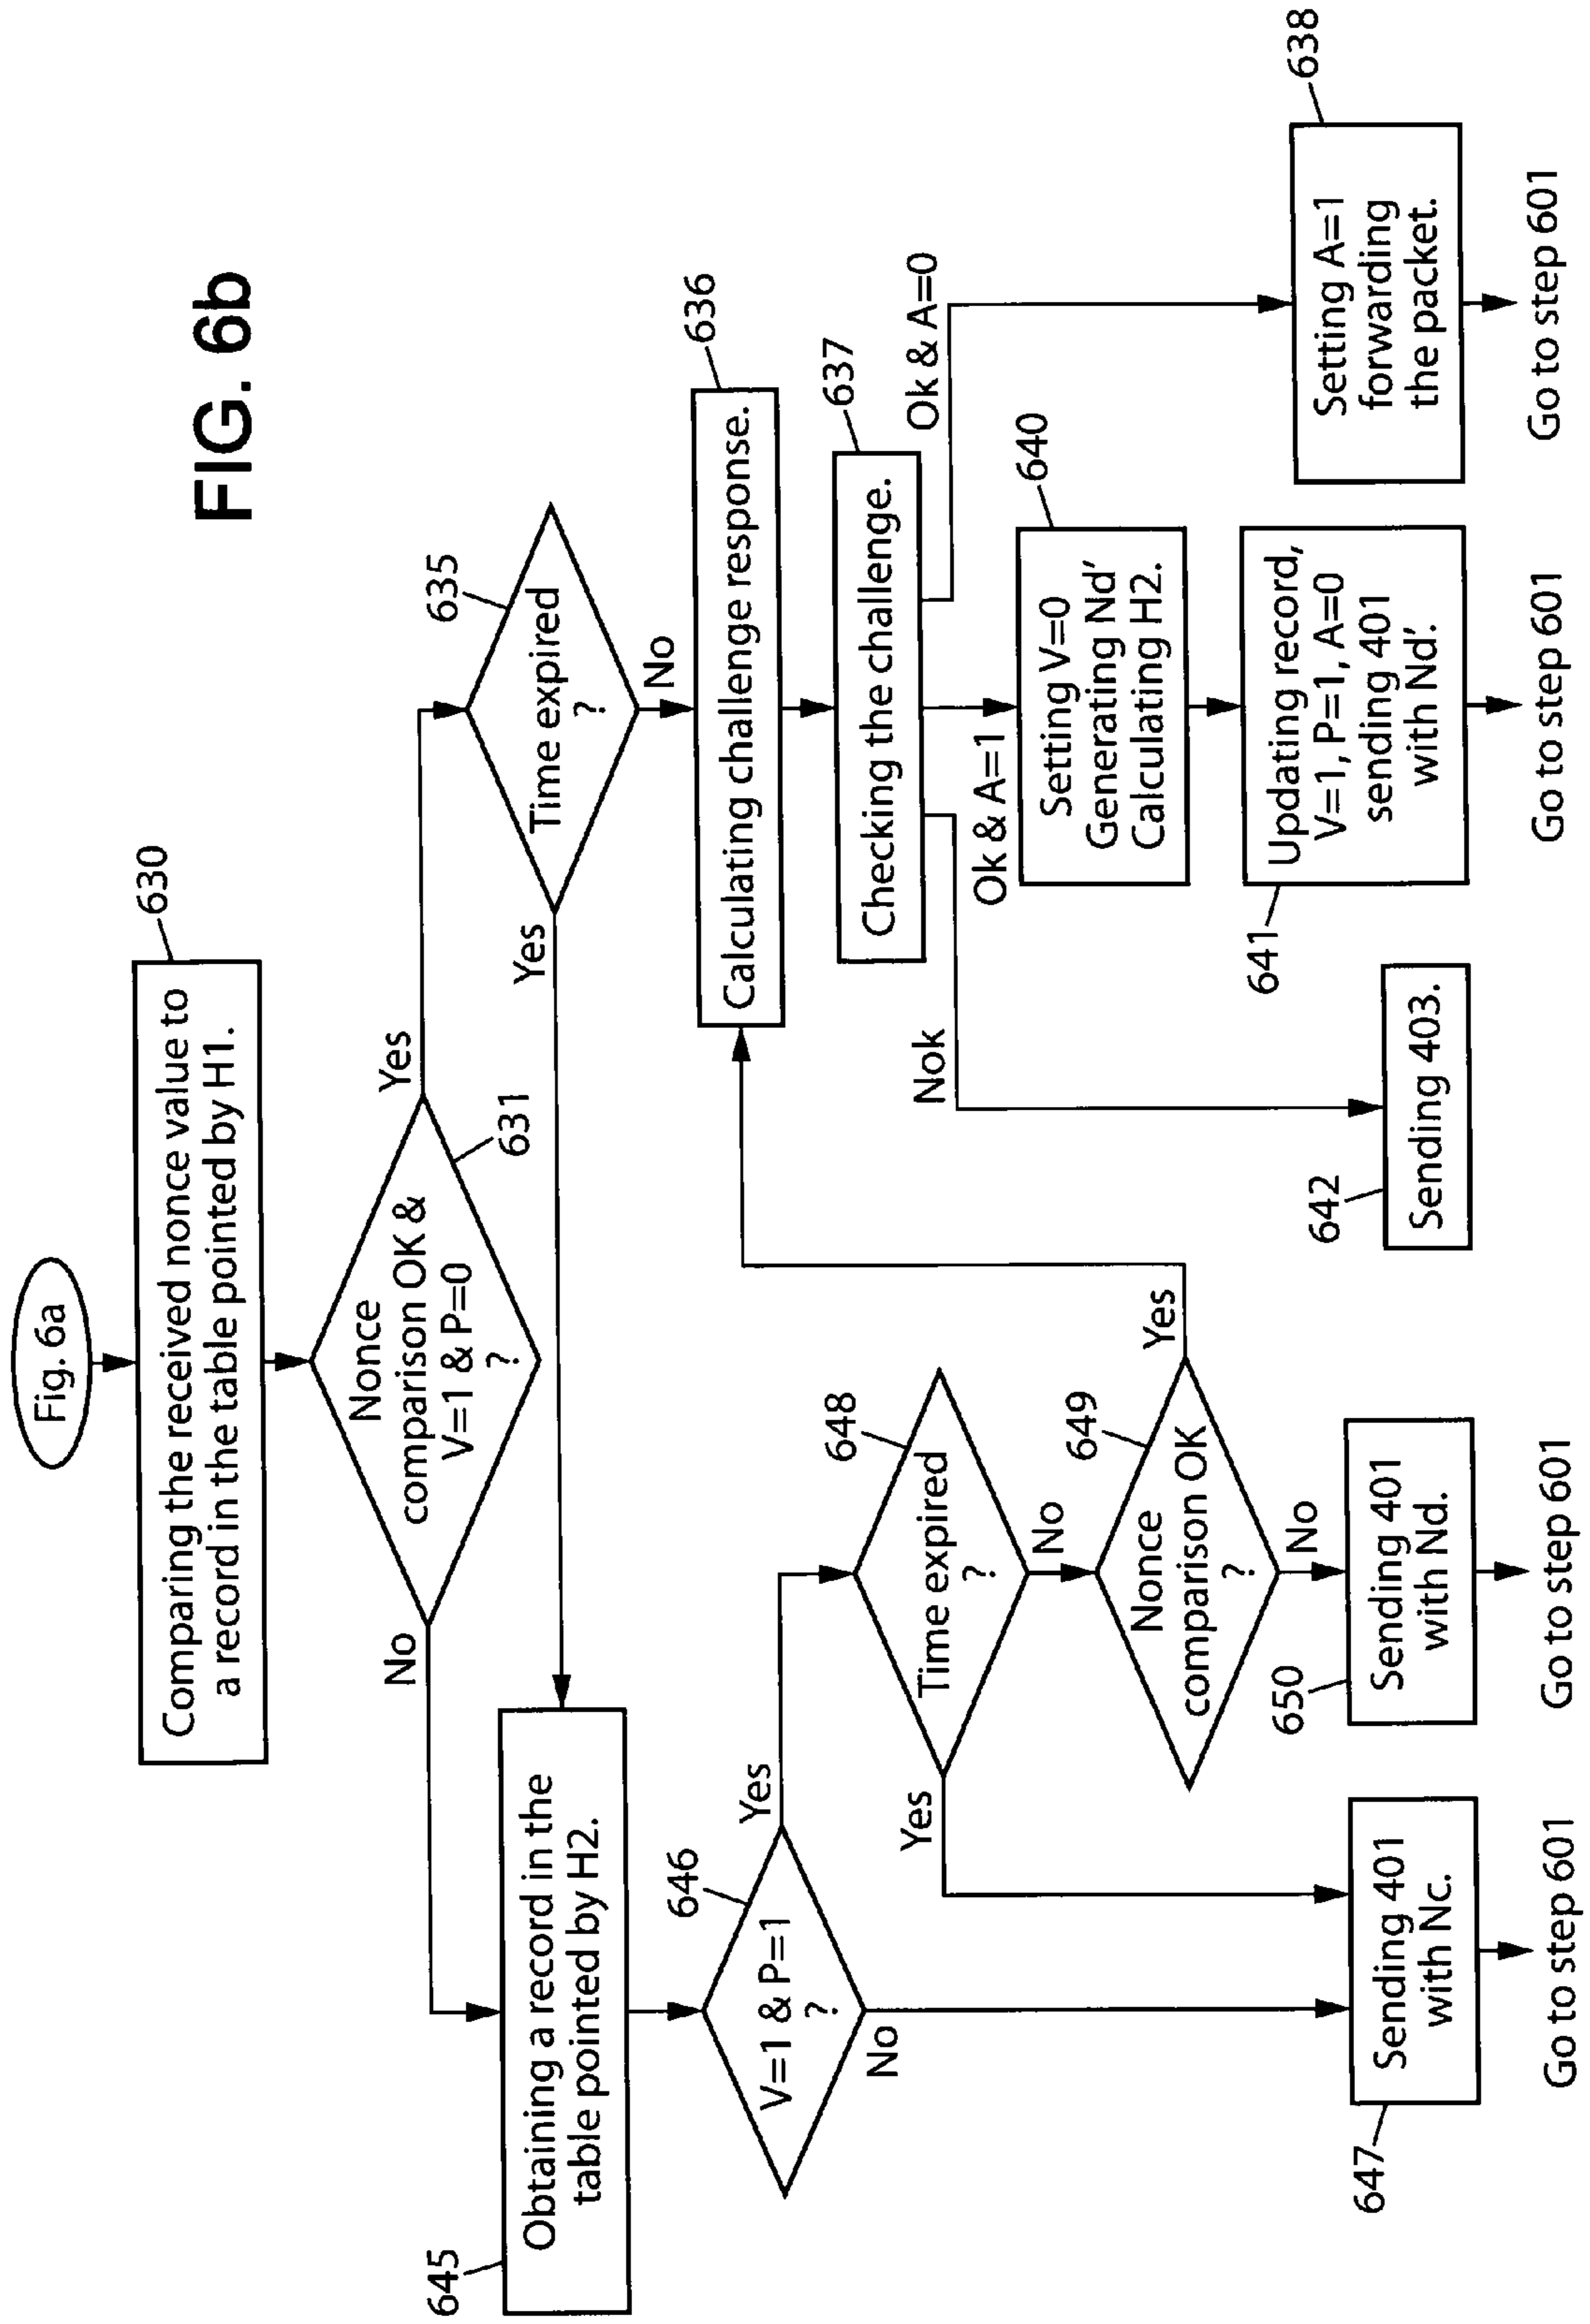 FIG. 6b
Fig. 6a
630
Comparing the received nonce value to
a record in the table pointed by H1.
Nonce
comparison OK &
V=1 & P=0
?
631
Yes
No
635
Time expired
?
Yes
No
645
Obtaining a record in the
table pointed by H2.
636
Calculating challenge response.
646
V=1 & P=1
?
Yes
No
637
Checking the challenge.
648
Time expired
?
Yes
No
Nok
Ok & A=1
Ok & A=0
649
Nonce
comparison OK
?
Yes
No
640
Setting V=0
Generating Nd'
Calculating H2.
641
Updating record,
V=1, P=1, A=0
sending 401
with Nd'.
638
Setting A=1
forwarding
the packet.
647
Sending 401
with Nc.
650
Sending 401
with Nd.
642
Sending 403.
Go to step 601
Go to step 601
Go to step 601
Go to step 601